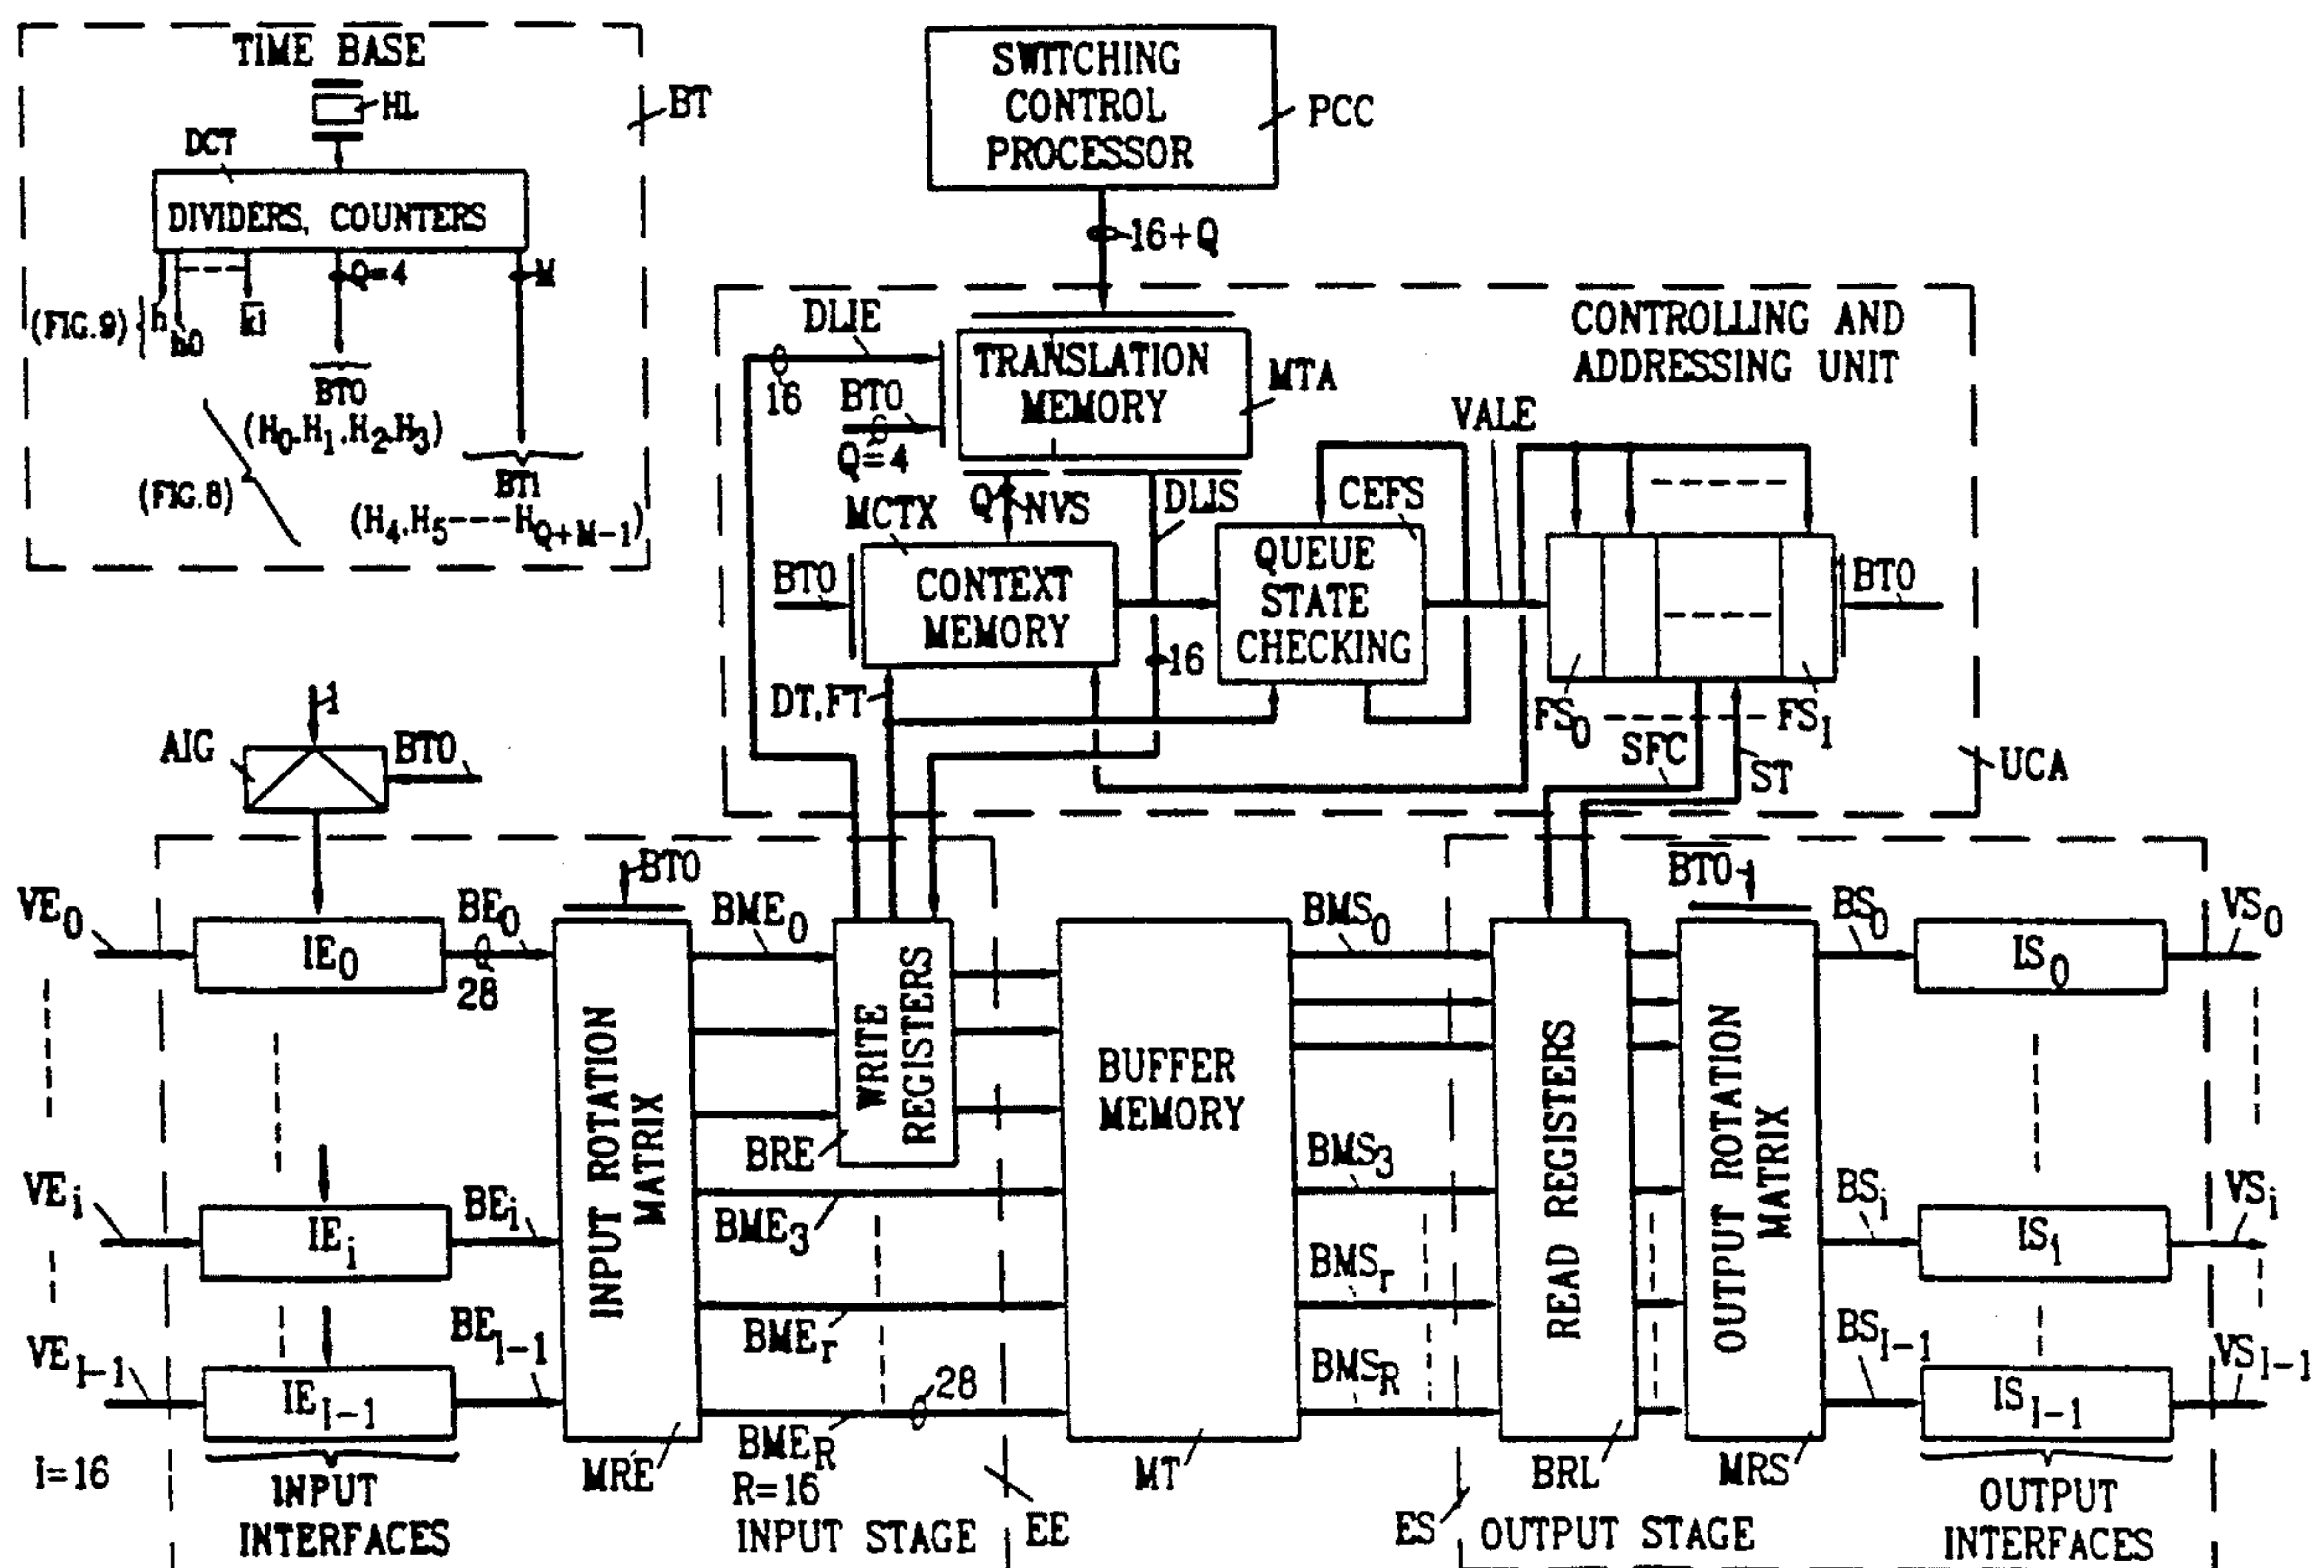 TIME BASE
HL
BT
DCT
DIVIDERS, COUNTERS
Q=4
M
(FIG.9)
h
h0
k1
BT0
(H0,H1,H2,H3)
(FIG.8)
BT1
(H4,H5----HQ+M-1)
SWITCHING
CONTROL
PROCESSOR
PCC
16+Q
CONTROLLING AND
ADDRESSING UNIT
DLIE
16
BT0
Q=4
TRANSLATION
MEMORY
MTA
VALE
MCTX
Q
NVS
DLIS
CEFS
BT0
CONTEXT
MEMORY
QUEUE
STATE
CHECKING
BT0
16
DT,FT
FS0
FSI
SFC
ST
UCA
1
AIG
BT0
VE0
IE0
BE0
28
BT0
BME0
WRITE
REGISTERS
BMS0
BT0
BS0
IS0
VS0
INPUT ROTATION
MATRIX
BUFFER
MEMORY
READ REGISTERS
OUTPUT ROTATION
MATRIX
BRE
VEi
IEi
BEi
BME3
BMS3
BSi
ISi
VSi
BMEr
BMSr
VEI-1
IEI-1
BEI-1
28
BMER
BMSR
BSI-1
ISI-1
VSI-1
I=16
INPUT
INTERFACES
MRE
R=16
INPUT STAGE
EE
MT
ES
BRL
OUTPUT STAGE
MRS
OUTPUT
INTERFACES